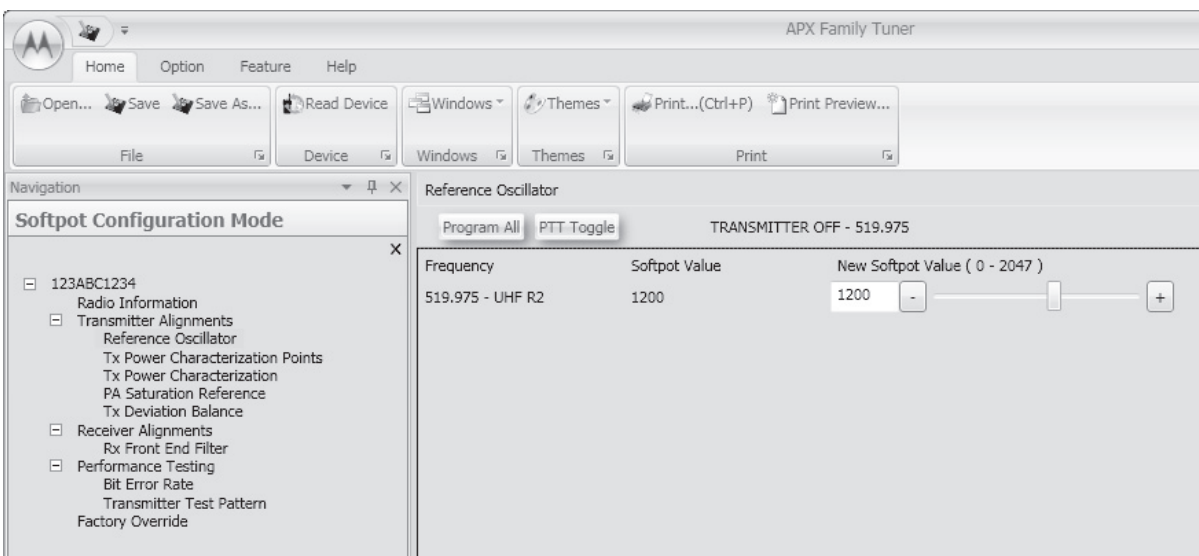 APX Family Tuner
Home Option Feature Help
Open... Save Save As... Read Device Windows Themes Print...(Ctrl+P) Print Preview...
File Device Windows Themes Print
Navigation
Softpot Configuration Mode
123ABC1234
Radio Information
Transmitter Alignments
Reference Oscillator
Tx Power Characterization Points
Tx Power Characterization
PA Saturation Reference
Tx Deviation Balance
Receiver Alignments
Rx Front End Filter
Performance Testing
Bit Error Rate
Transmitter Test Pattern
Factory Override
Reference Oscillator
Program All PTT Toggle TRANSMITTER OFF - 519.975
Frequency Softpot Value New Softpot Value ( 0 - 2047 )
519.975 - UHF R2 1200 1200 - +